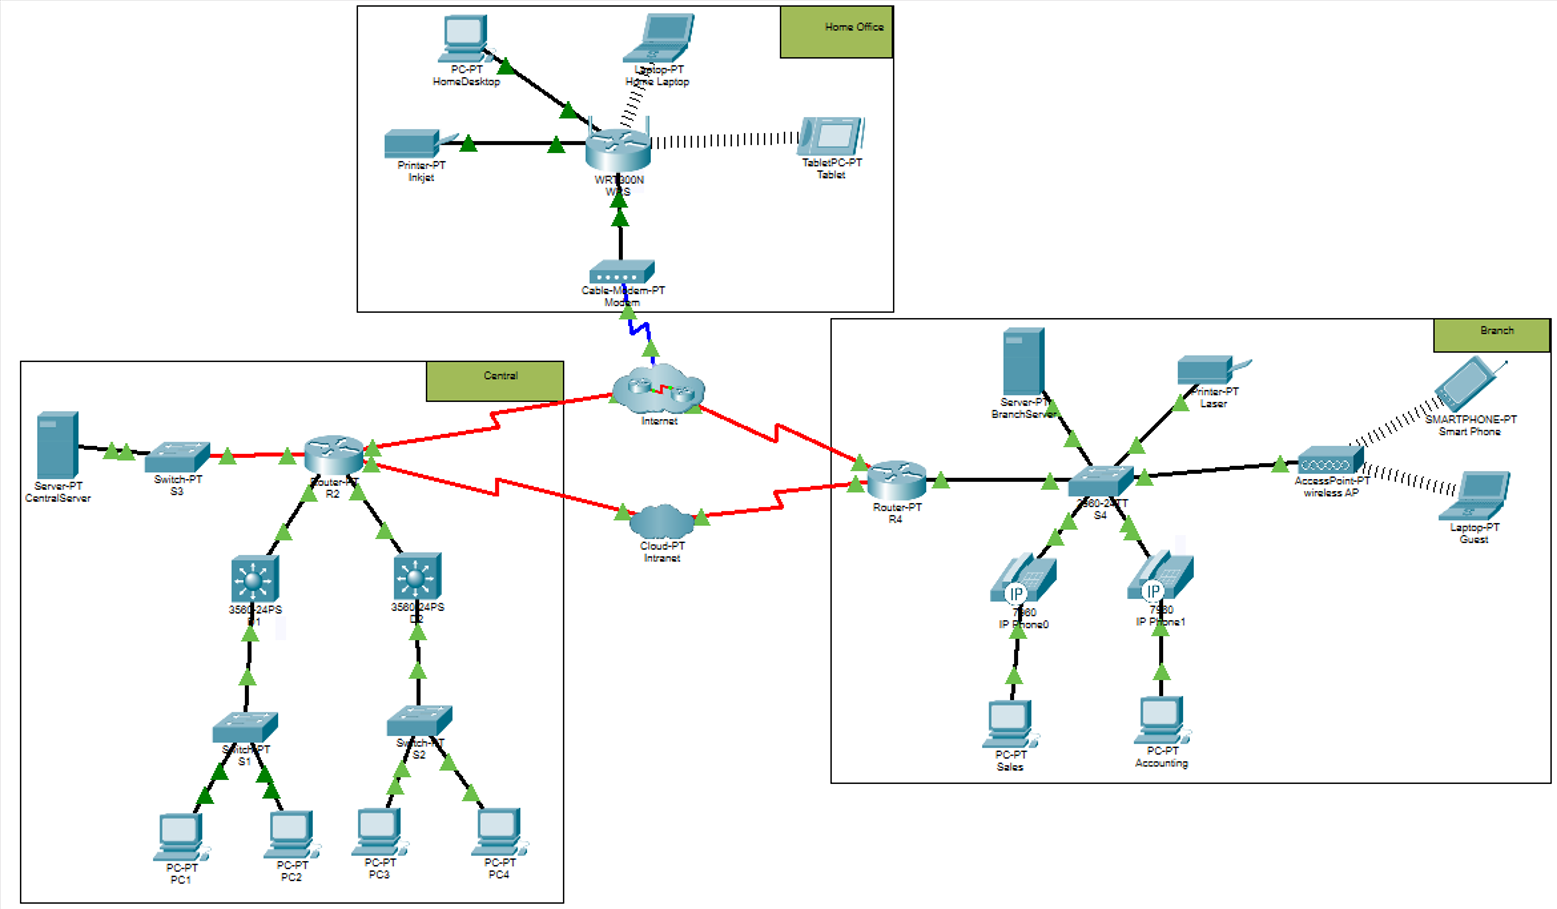 Home Office
PC-PT
HomeDesktop
Laptop-PT
Home Laptop
Printer-PT
Inkjet
WRT300N
WRS
TabletPC-PT
Tablet
Cable-Modem-PT
Modem
Internet
Central
Server-PT
CentralServer
Switch-PT
S3
Router-PT
R2
Cloud-PT
Intranet
3560-24PS
D1
3560-24PS
D2
Switch-PT
S1
Switch-PT
S2
PC-PT
PC1
PC-PT
PC2
PC-PT
PC3
PC-PT
PC4
Branch
Server-PT
BranchServer
Printer-PT
Laser
SMARTPHONE-PT
Smart Phone
Router-PT
R4
2960-24TT
S4
AccessPoint-PT
wireless AP
Laptop-PT
Guest
IP
7960
IP Phone0
IP
7960
IP Phone1
PC-PT
Sales
PC-PT
Accounting